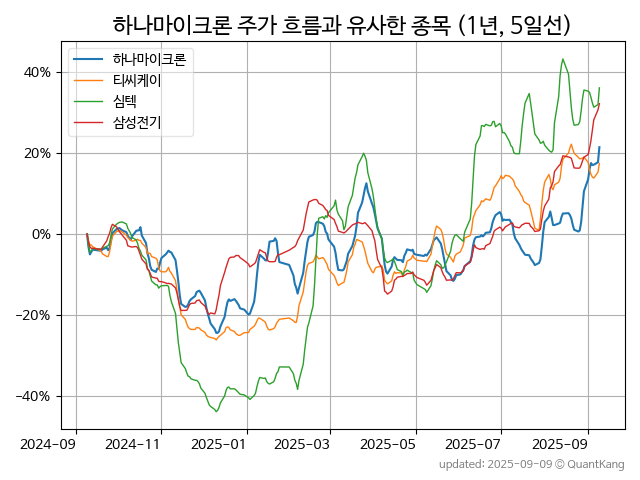 하나마이크론 주가 흐름과 유사한 종목 (1년, 5일선)
하나마이크론
티씨케이
심텍
삼성전기
40%
20%
0%
−20%
−40%
2024-09 2024-11 2025-01 2025-03 2025-05 2025-07 2025-09
updated: 2025-09-09 ⓒ QuantKang